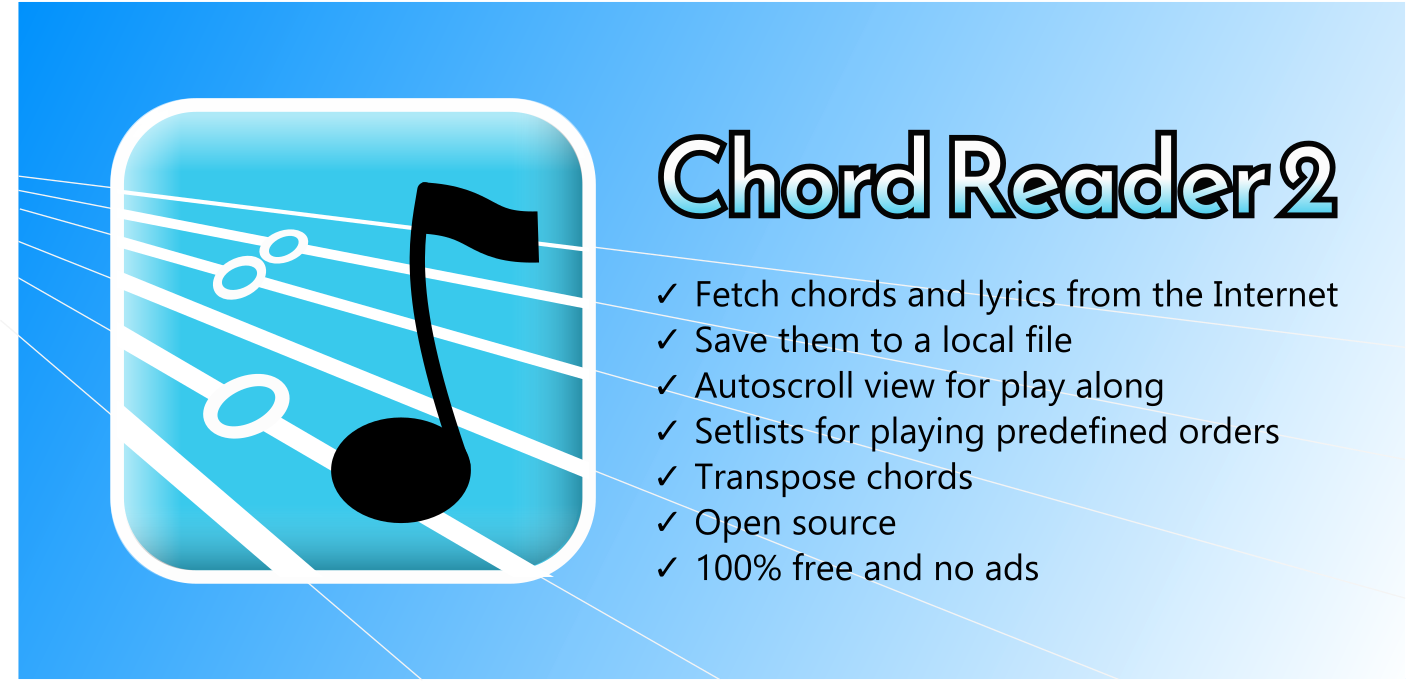 Chord Reader 2
✓ Fetch chords and lyrics from the Internet
✓ Save them to a local file
✓ Autoscroll view for play along
✓ Setlists for playing predefined orders
✓ Transpose chords
✓ Open source
✓ 100% free and no ads